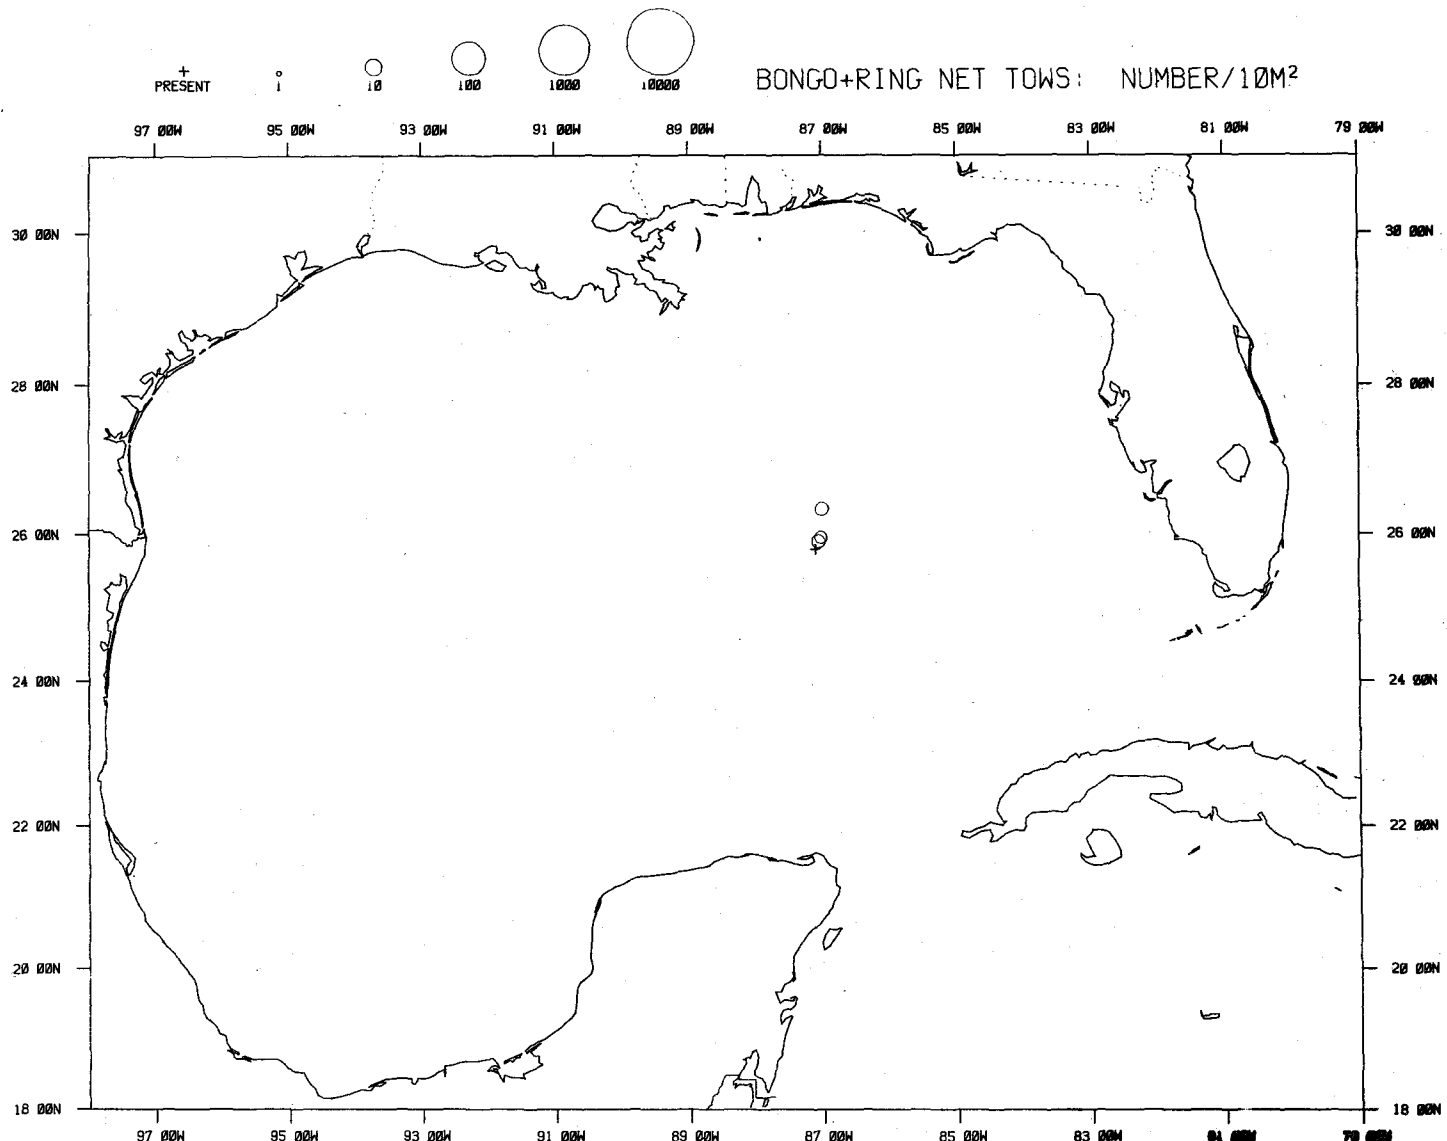 PRESENT 1 10 100 1000 10000
BONGO+RING NET TOWS: NUMBER/10M²
97 00W 95 00W 93 00W 91 00W 89 00W 87 00W 85 00W 83 00W 81 00W 79 00W
30 00N 30 00N
28 00N 28 00N
26 00N 26 00N
24 00N 24 00N
22 00N 22 00N
20 00N 20 00N
18 00N 18 00N
97 00W 95 00W 93 00W 91 00W 89 00W 87 00W 85 00W 83 00W 81 00W 79 00W